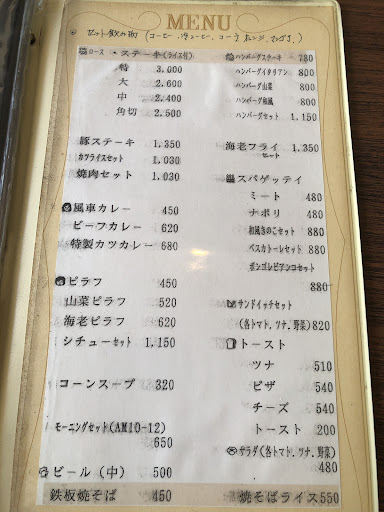 MENU
セット飲み物 (コーヒー、冷コーヒー、コーラ、オレンジ、
ロース・ステーキ(ライス付)
特 3,000
大 2,600
中 2,400
角切 2,500
豚ステーキ 1,350
カツライスセット 1,030
焼肉セット 1,030
風車カレー 450
ビーフカレー 620
特製カツカレー 680
ピラフ 450
山菜ピラフ 520
海老ピラフ 620
シチューセット 1,150
コーンスープ 320
モーニングセット(AM10-12)
650
ビール(中) 500
鉄板焼そば 450
ハンバーグステーキ 780
ハンバーグイタリアン 800
ハンバーグ山菜 800
ハンバーグ和風 800
ハンバーグセット 1,150
海老フライ 1,350
セット
スパゲッティ
ミート 480
ナポリ 480
和風きのこセット 880
ペスカトーレセット 880
ボンゴレビアンコセット
880
サンドイッチセット
(各トマト.ツナ.野菜)820
トースト
ツナ 510
ピザ 540
チーズ 540
トースト 200
サラダ(各トマト.ツナ.野菜)
480
焼そばライス550